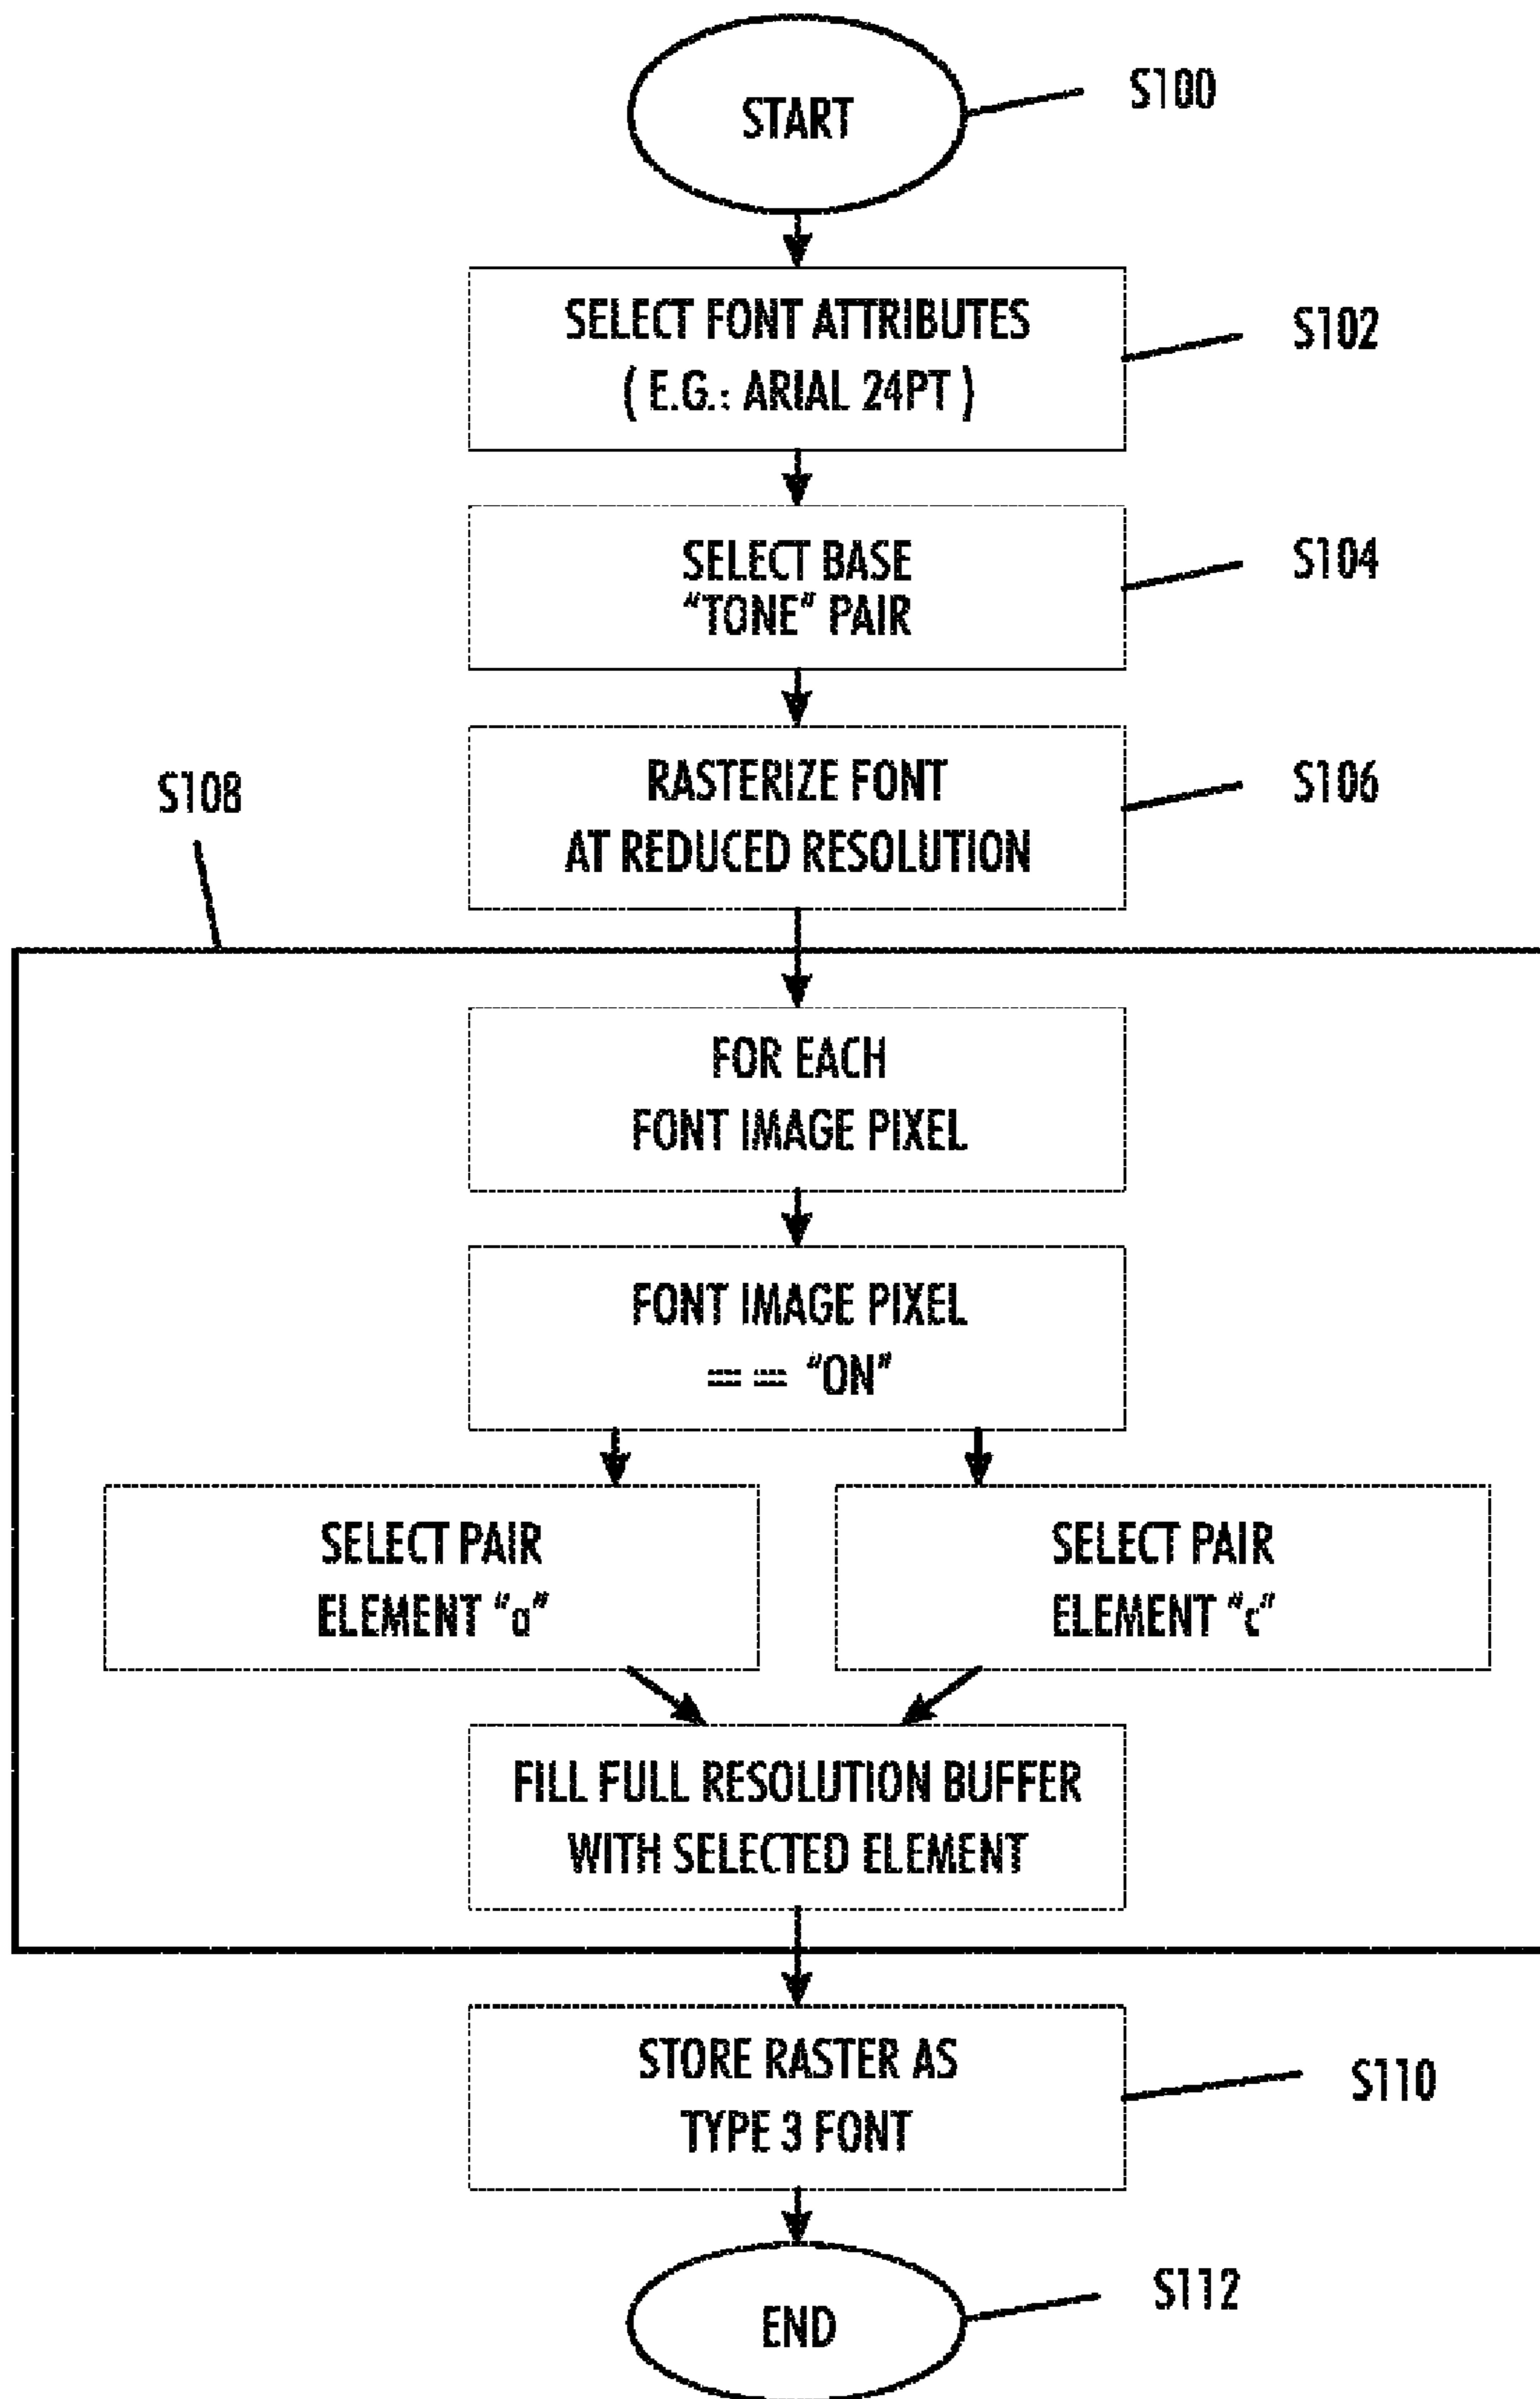 START
S100
SELECT FONT ATTRIBUTES
( E.G.: ARIAL 24PT )
S102
SELECT BASE
“TONE” PAIR
S104
RASTERIZE FONT
AT REDUCED RESOLUTION
S106
S108
FOR EACH
FONT IMAGE PIXEL
FONT IMAGE PIXEL
== “ON”
SELECT PAIR
ELEMENT “a”
SELECT PAIR
ELEMENT “c”
FILL FULL RESOLUTION BUFFER
WITH SELECTED ELEMENT
STORE RASTER AS
TYPE 3 FONT
S110
END
S112